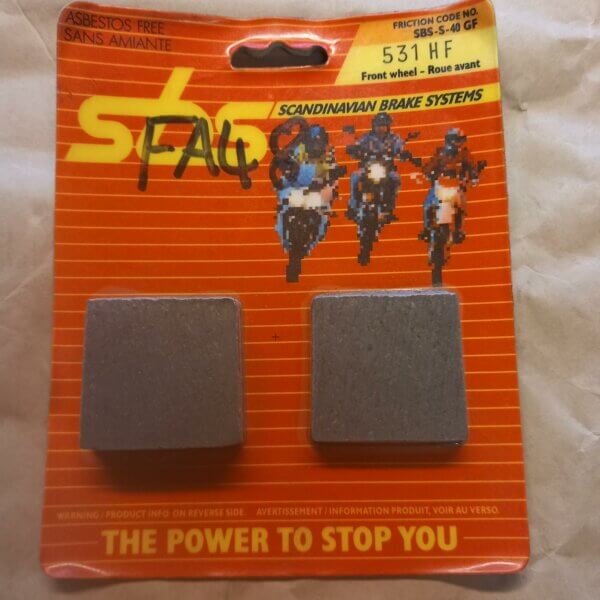 ASBESTOS FREE
SANS AMIANTE
FRICTION CODE NO.
SBS-S-40 GF
531 HF
Front wheel - Roue avant
sbs
SCANDINAVIAN BRAKE SYSTEMS
FA4
WARNING / PRODUCT INFO ON REVERSE SIDE. AVERTISSEMENT / INFORMATION PRODUIT, VOIR AU VERSO.
THE POWER TO STOP YOU